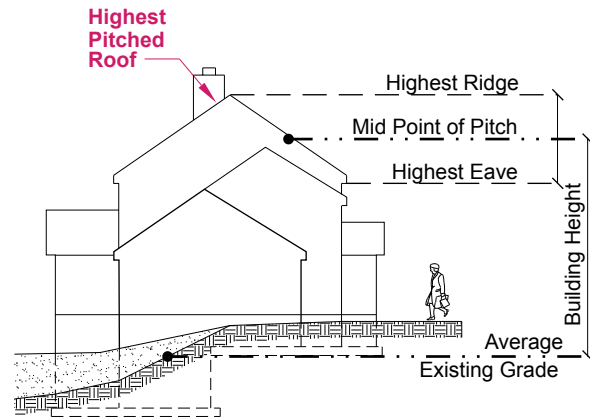 Highest
Pitched
Roof
Highest Ridge
Mid Point of Pitch
Highest Eave
Building Height
Average
Existing Grade